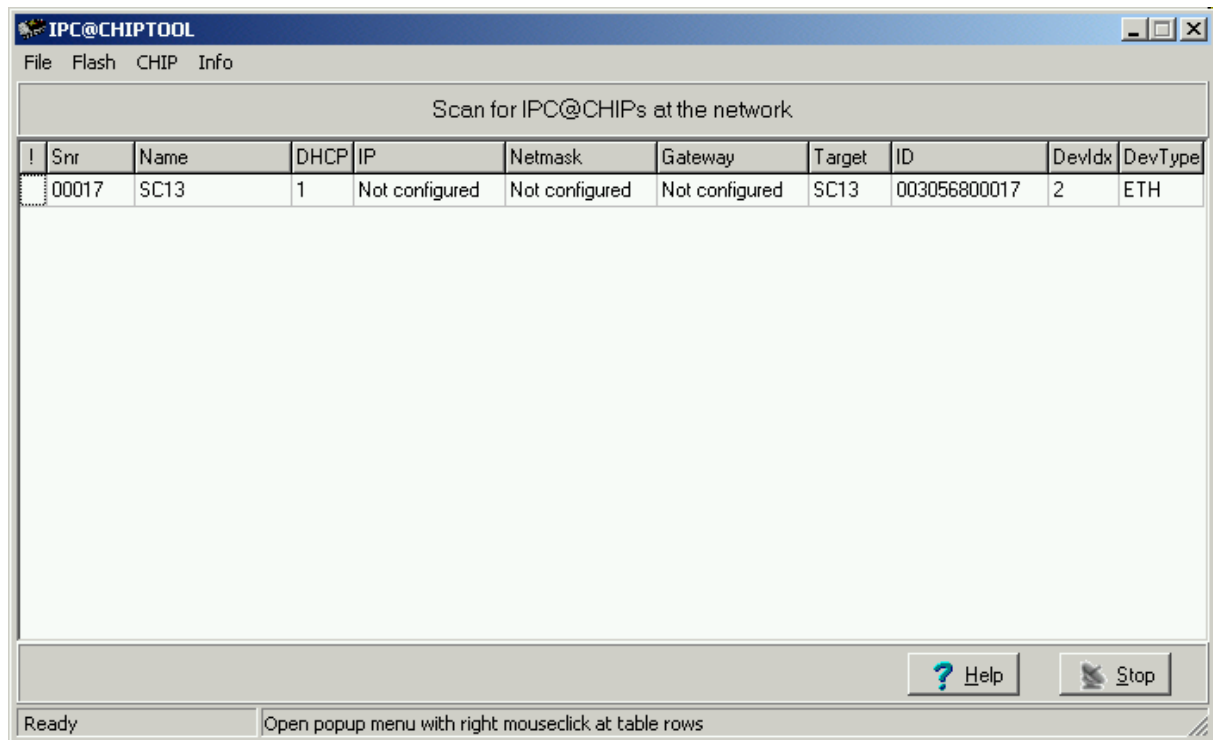 IPC@CHIPTOOL
File Flash CHIP Info
Scan for IPC@CHIPs at the network
! Snr Name DHCP IP Netmask Gateway Target ID DevIdx DevType
00017 SC13 1 Not configured Not configured Not configured SC13 003056800017 2 ETH
? Help Stop
Ready Open popup menu with right mouseclick at table rows